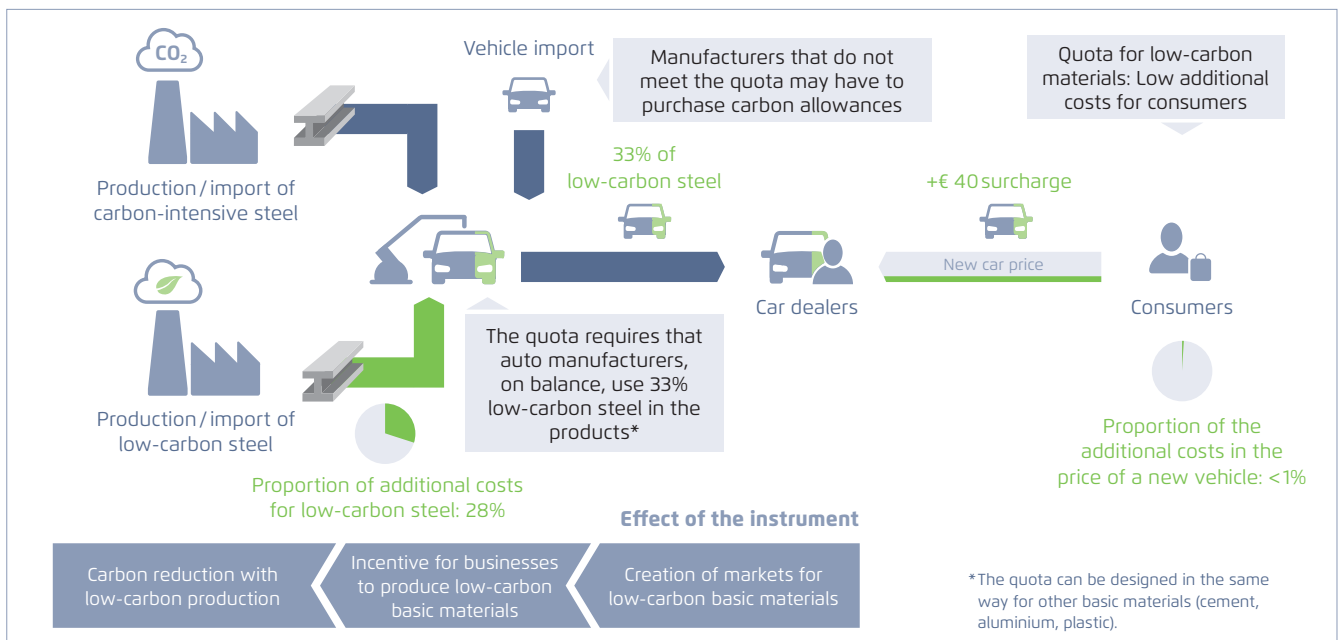 CO₂
Production / import of
carbon-intensive steel
Vehicle import
Manufacturers that do not
meet the quota may have to
purchase carbon allowances
Quota for low-carbon
materials: Low additional
costs for consumers
33% of
low-carbon steel
+€ 40 surcharge
New car price
Car dealers
Consumers
Production / import of
low-carbon steel
The quota requires that
auto manufacturers,
on balance, use 33%
low-carbon steel in the
products*
Proportion of additional costs
for low-carbon steel: 28%
Proportion of the
additional costs in the
price of a new vehicle: <1%
Effect of the instrument
Carbon reduction with
low-carbon production
Incentive for businesses
to produce low-carbon
basic materials
Creation of markets for
low-carbon basic materials
*The quota can be designed in the same
way for other basic materials (cement,
aluminium, plastic).